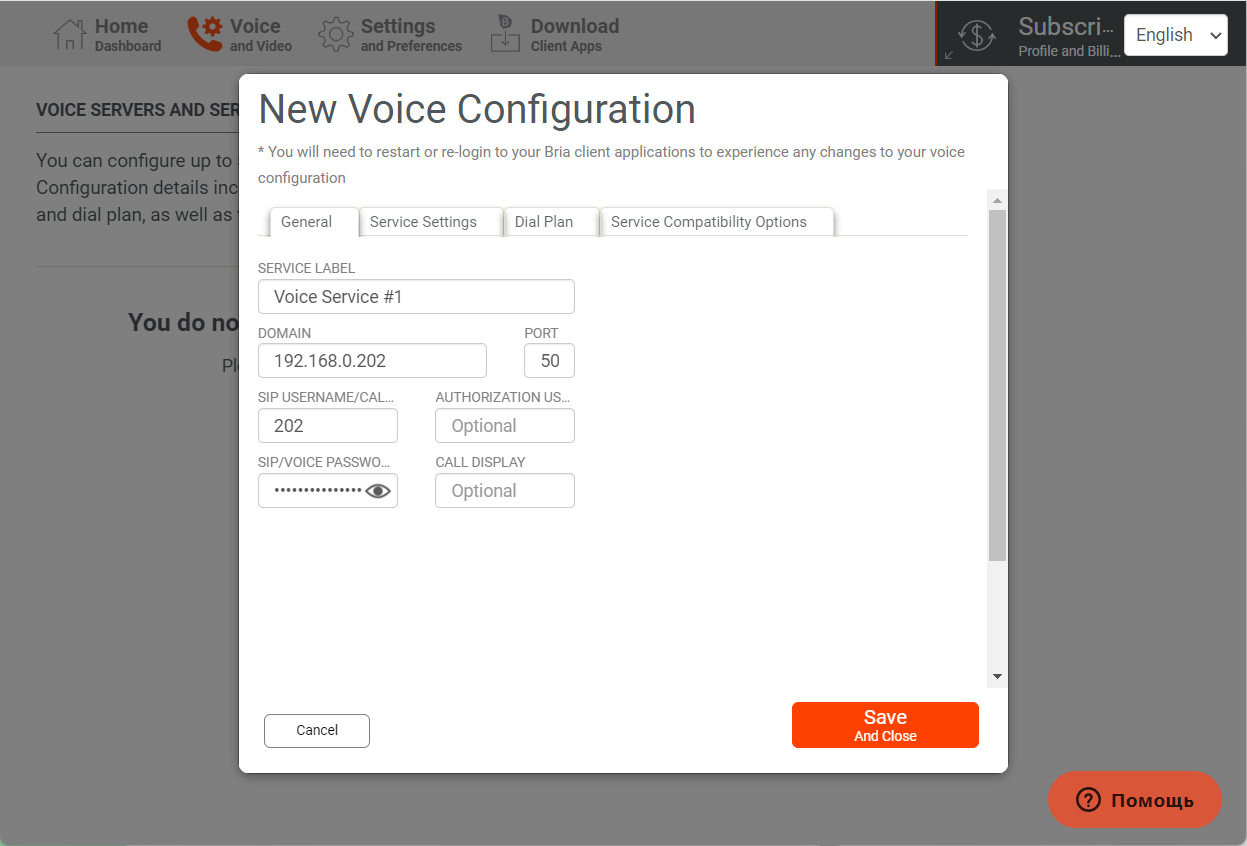 Home
Dashboard
Voice
and Video
Settings
and Preferences
Download
Client Apps
Subscri...
Profile and Billi...
English
VOICE SERVERS AND SER
You can configure up to
Configuration details inc
and dial plan, as well as
You do no
Ple
New Voice Configuration
* You will need to restart or re-login to your Bria client applications to experience any changes to your voice
configuration
General
Service Settings
Dial Plan
Service Compatibility Options
SERVICE LABEL
Voice Service #1
DOMAIN
PORT
192.168.0.202
50
SIP USERNAME/CAL...
AUTHORIZATION US...
202
Optional
SIP/VOICE PASSWO...
CALL DISPLAY
•••••••••••••••
Optional
Cancel
Save
And Close
Помощь